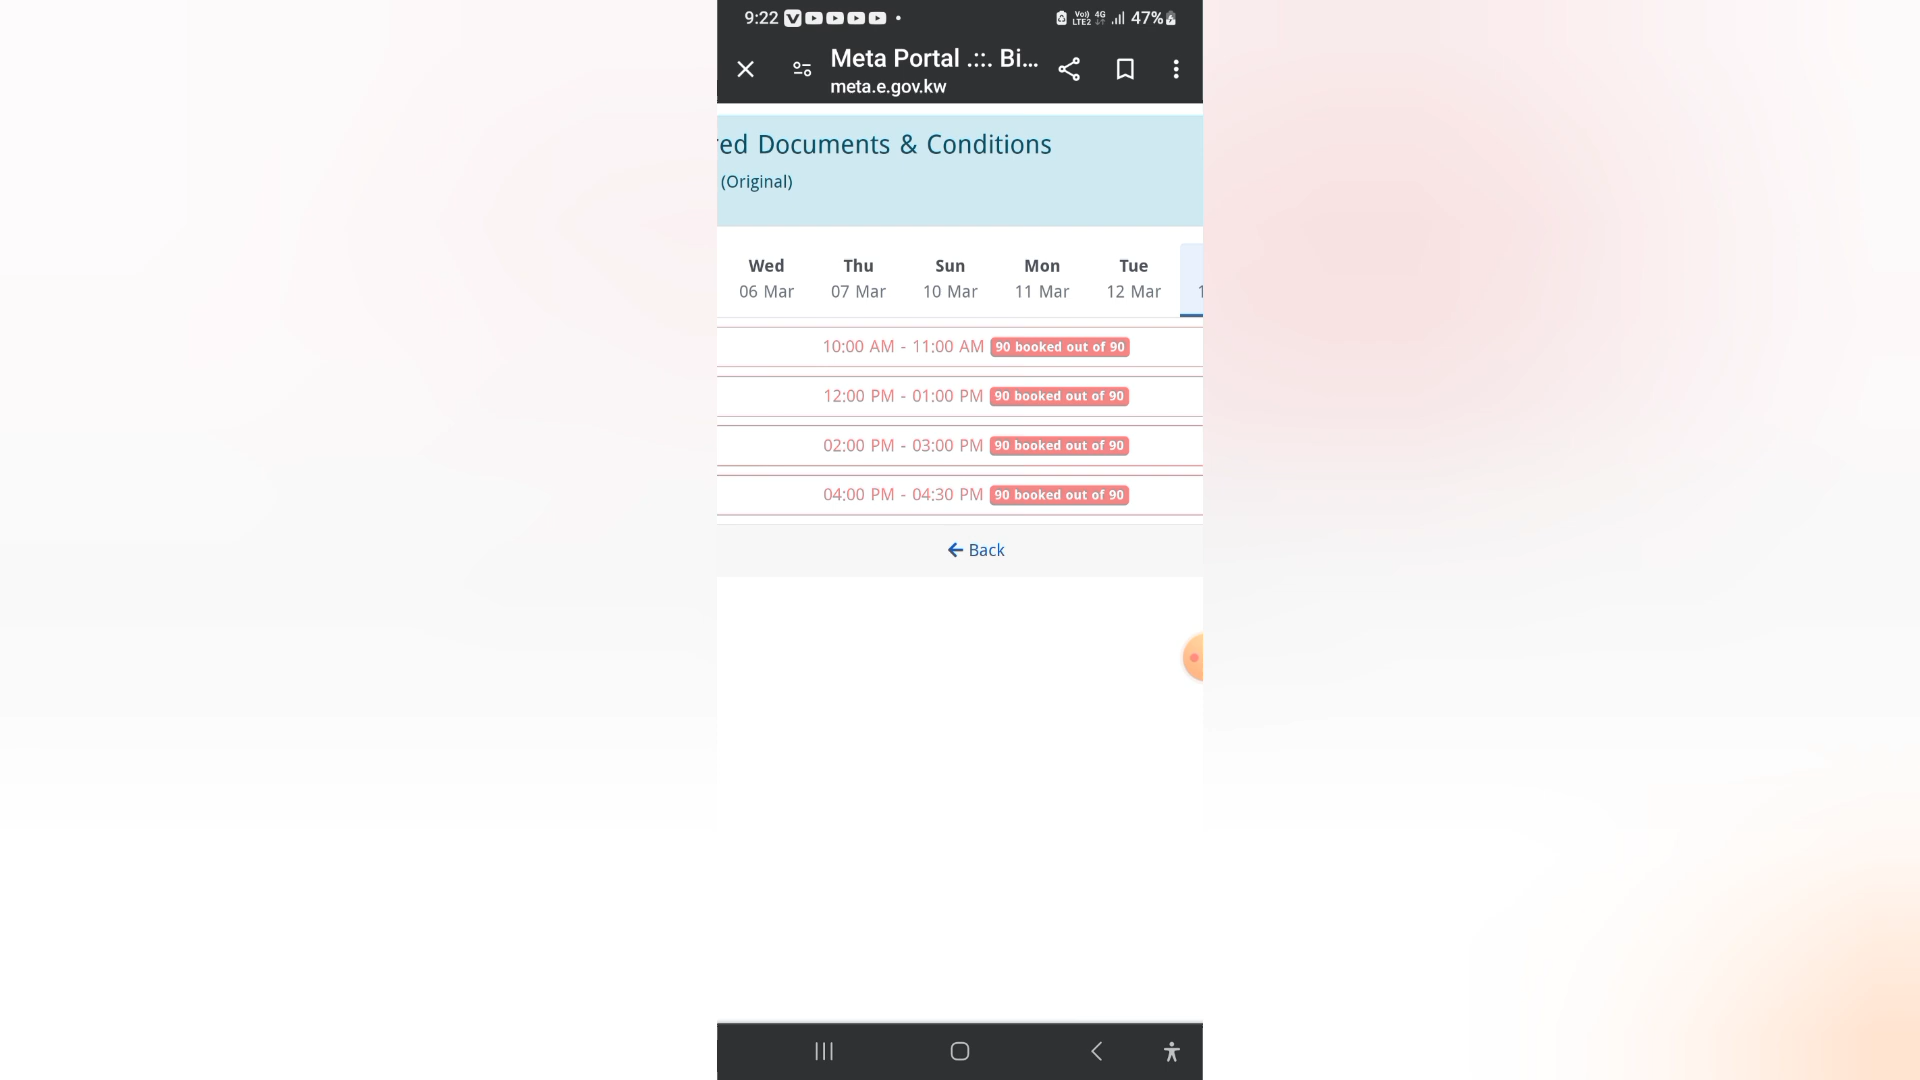 9:22 VoLTE2 4G 47%
Meta Portal .::. Bi...
meta.e.gov.kw
red Documents & Conditions
(Original)
Wed Thu Sun Mon Tue
06 Mar 07 Mar 10 Mar 11 Mar 12 Mar 1
10:00 AM - 11:00 AM 90 booked out of 90
12:00 PM - 01:00 PM 90 booked out of 90
02:00 PM - 03:00 PM 90 booked out of 90
04:00 PM - 04:30 PM 90 booked out of 90
Back